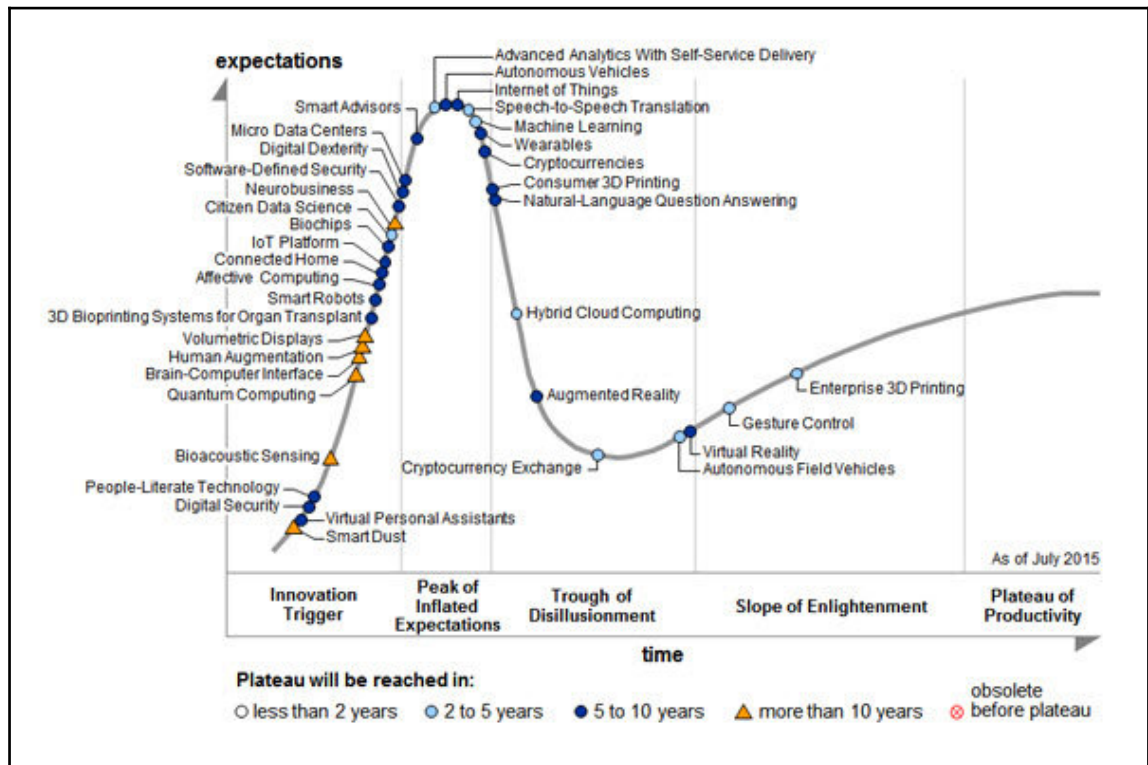 expectations
Advanced Analytics With Self-Service Delivery
Autonomous Vehicles
Internet of Things
Speech-to-Speech Translation
Machine Learning
Wearables
Cryptocurrencies
Consumer 3D Printing
Natural-Language Question Answering
Smart Advisors
Micro Data Centers
Digital Dexterity
Software-Defined Security
Neurobusiness
Citizen Data Science
Biochips
IoT Platform
Connected Home
Affective Computing
Smart Robots
3D Bioprinting Systems for Organ Transplant
Volumetric Displays
Human Augmentation
Brain-Computer Interface
Quantum Computing
Bioacoustic Sensing
People-Literate Technology
Digital Security
Virtual Personal Assistants
Smart Dust
Hybrid Cloud Computing
Augmented Reality
Cryptocurrency Exchange
Enterprise 3D Printing
Gesture Control
Virtual Reality
Autonomous Field Vehicles
As of July 2015
Innovation
Trigger
Peak of
Inflated
Expectations
Trough of
Disillusionment
Slope of Enlightenment
Plateau of
Productivity
time
Plateau will be reached in:
less than 2 years
2 to 5 years
5 to 10 years
more than 10 years
obsolete
before plateau